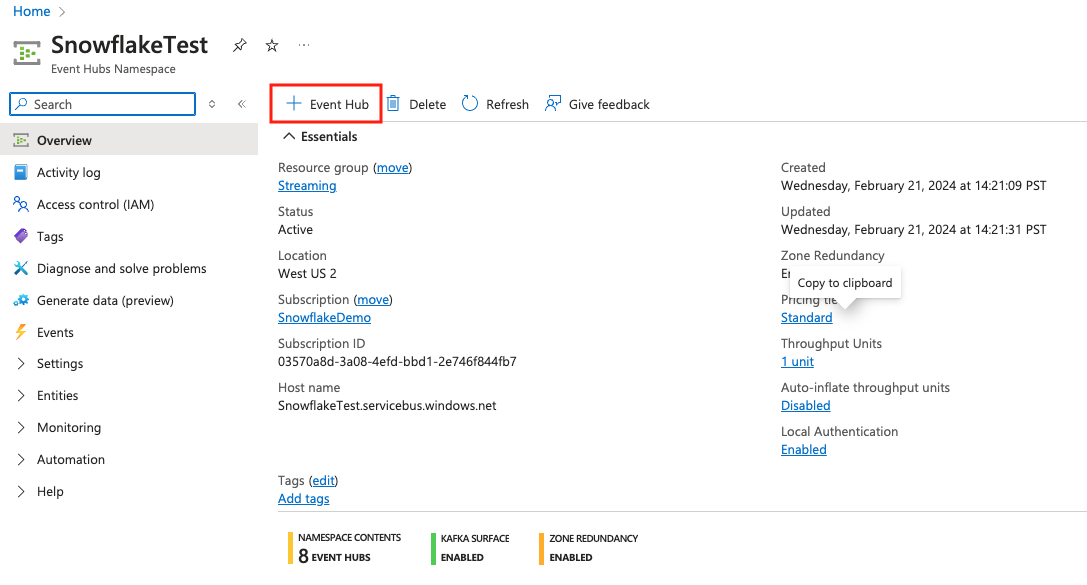 Home
SnowflakeTest
Event Hubs Namespace
Search
Event Hub
Delete
Refresh
Give feedback
Overview
Activity log
Access control (IAM)
Tags
Diagnose and solve problems
Generate data (preview)
Events
Settings
Entities
Monitoring
Automation
Help
Essentials
Resource group (move)
Streaming
Status
Active
Location
West US 2
Subscription (move)
SnowflakeDemo
Subscription ID
03570a8d-3a08-4efd-bbd1-2e746f844fb7
Host name
SnowflakeTest.servicebus.windows.net
Created
Wednesday, February 21, 2024 at 14:21:09 PST
Updated
Wednesday, February 21, 2024 at 14:21:31 PST
Zone Redundancy
Copy to clipboard
Pricing
Standard
Throughput Units
1 unit
Auto-inflate throughput units
Disabled
Local Authentication
Enabled
Tags (edit)
Add tags
NAMESPACE CONTENTS
8 EVENT HUBS
KAFKA SURFACE
ENABLED
ZONE REDUNDANCY
ENABLED